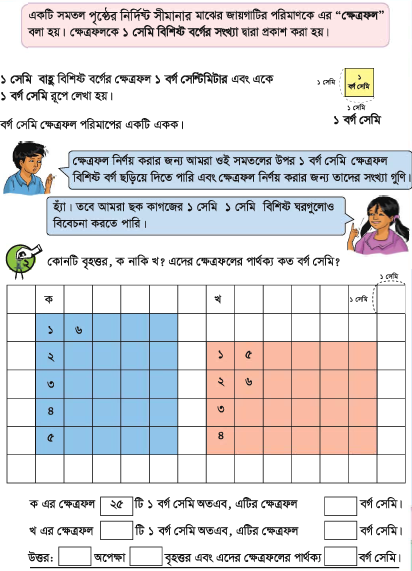 একটি সমতল পৃষ্ঠের নির্দিষ্ট সীমানার মাঝের জায়গাটির পরিমাণকে এর “ক্ষেত্রফল”
বলা হয়। ক্ষেত্রফলকে ১ সেমি বিশিষ্ট বর্গের সংখ্যা দ্বারা প্রকাশ করা হয়।
১ সেমি বাহু বিশিষ্ট বর্গের ক্ষেত্রফল ১ বর্গ সেন্টিমিটার এবং একে
১ বর্গ সেমি রূপে লেখা হয়।
১ সেমি
১
বর্গ সেমি
১ সেমি
১ বর্গ সেমি
বর্গ সেমি ক্ষেত্রফল পরিমাপের একটি একক।
ক্ষেত্রফল নির্ণয় করার জন্য আমরা ওই সমতলের উপর ১ বর্গ সেমি ক্ষেত্রফল
বিশিষ্ট বর্গ ছড়িয়ে দিতে পারি এবং ক্ষেত্রফল নির্ণয় করার জন্য তাদের সংখ্যা গুণি।
হ্যাঁ। তবে আমরা ছক কাগজের ১ সেমি ১ সেমি বিশিষ্ট ঘরগুলোও
বিবেচনা করতে পারি।
২
কোনটি বৃহত্তর, ক নাকি খ? এদের ক্ষেত্রফলের পার্থক্য কত বর্গ সেমি?
১ সেমি
ক খ ১ সেমি
১ ৬
২ ১ ৫
৩ ২ ৬
৪ ৩
৫ ৪
ক এর ক্ষেত্রফল ২৫ টি ১ বর্গ সেমি অতএব, এটির ক্ষেত্রফল বর্গ সেমি।
খ এর ক্ষেত্রফল টি ১ বর্গ সেমি অতএব, এটির ক্ষেত্রফল বর্গ সেমি।
উত্তর: অপেক্ষা বৃহত্তর এবং এদের ক্ষেত্রফলের পার্থক্য বর্গ সেমি।